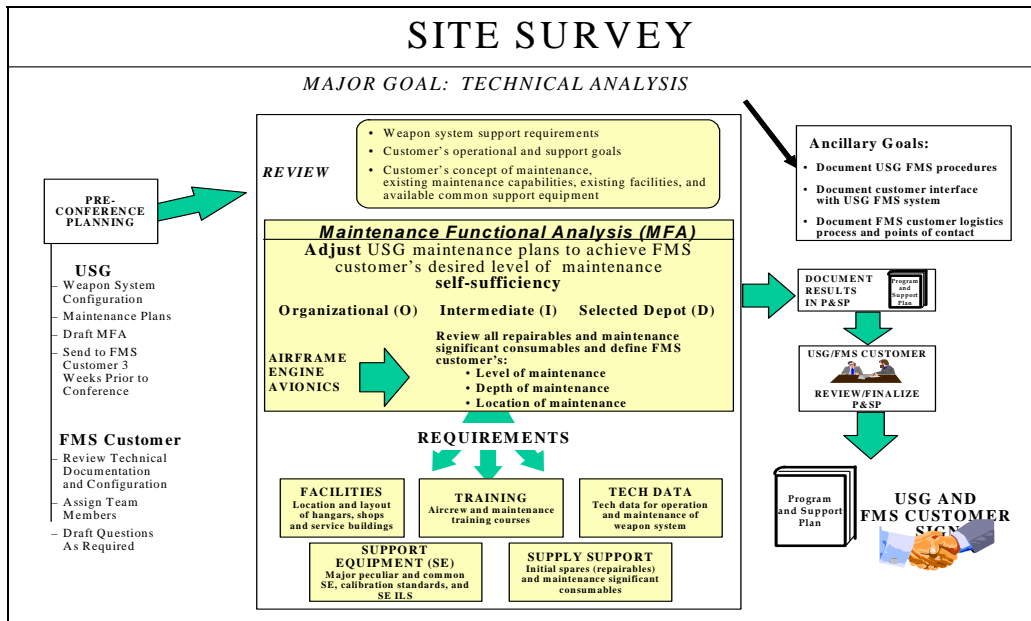 SITE SURVEY
MAJOR GOAL: TECHNICAL ANALYSIS
PRE-
CONFERENCE
PLANNING
USG
– Weapon System
Configuration
– Maintenance Plans
– Draft MFA
– Send to FMS
Customer 3
Weeks Prior to
Conference
FMS Customer
– Review Technical
Documentation
and Configuration
– Assign Team
Members
– Draft Questions
As Required
REVIEW
• Weapon system support requirements
• Customer's operational and support goals
• Customer's concept of maintenance,
existing maintenance capabilities, existing facilities, and
available common support equipment
Maintenance Functional Analysis (MFA)
Adjust USG maintenance plans to achieve FMS
customer's desired level of maintenance
self-sufficiency
Organizational (O) Intermediate (I) Selected Depot (D)
AIRFRAME
ENGINE
AVIONICS
Review all repairables and maintenance
significant consumables and define FMS
customer's:
• Level of maintenance
• Depth of maintenance
• Location of maintenance
REQUIREMENTS
FACILITIES
Location and layout
of hangars, shops
and service buildings
TRAINING
Aircrew and maintenance
training courses
TECH DATA
Tech data for operation
and maintenance of
weapon system
SUPPORT
EQUIPMENT (SE)
Major peculiar and common
SE, calibration standards, and
SE ILS
SUPPLY SUPPORT
Initial spares (repairables)
and maintenance significant
consumables
Ancillary Goals:
• Document USG FMS procedures
• Document customer interface
with USG FMS system
• Document FMS customer logistics
process and points of contact
DOCUMENT
RESULTS
IN P&SP
Program
and
Support
Plan
USG/FMS CUSTOMER
REVIEW/FINALIZE
P&SP
Program
and Support
Plan
USG AND
FMS CUSTOMER
SIGN